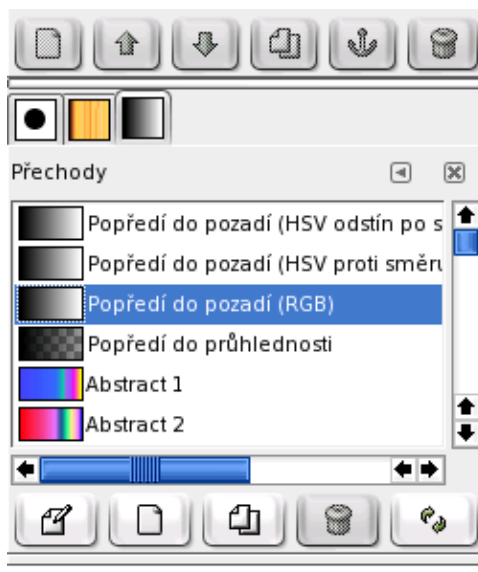 Přechody
Popředí do pozadí (HSV odstín po s
Popředí do pozadí (HSV proti směru
Popředí do pozadí (RGB)
Popředí do průhlednosti
Abstract 1
Abstract 2